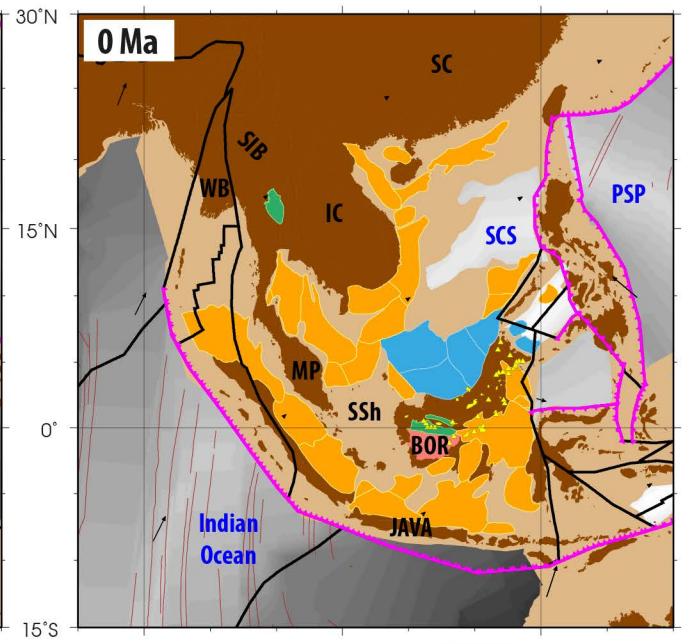 30°N
0 Ma
SC
SIB
WB
IC
PSP
15°N
SCS
MP
SSh
0°
BOR
Indian
Ocean
JAVA
15°S